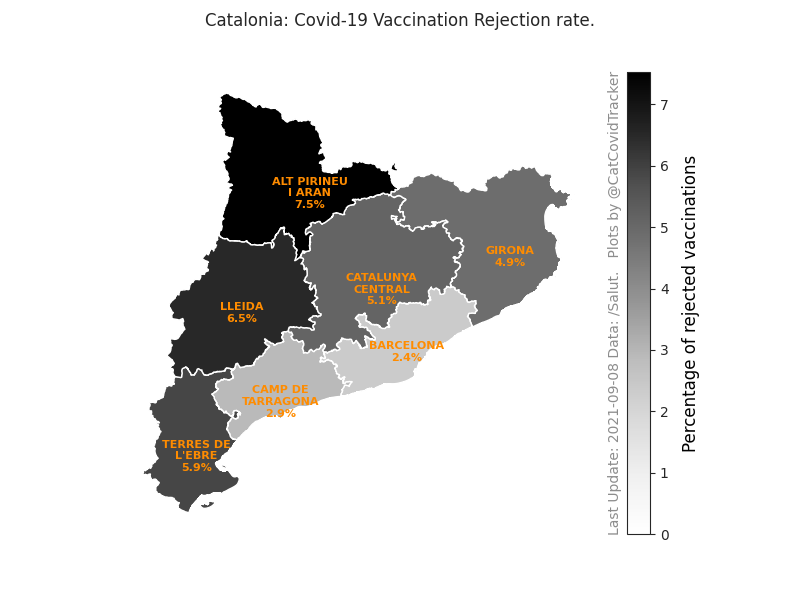 Catalonia: Covid-19 Vaccination Rejection rate.
ALT PIRINEU
I ARAN
7.5%
GIRONA
4.9%
CATALUNYA
CENTRAL
5.1%
LLEIDA
6.5%
BARCELONA
2.4%
CAMP DE
TARRAGONA
2.9%
TERRES DE
L'EBRE
5.9%
Last Update: 2021-09-08 Data: /Salut.   Plots by @CatCovidTracker
7
6
5
4
3
2
1
0
Percentage of rejected vaccinations